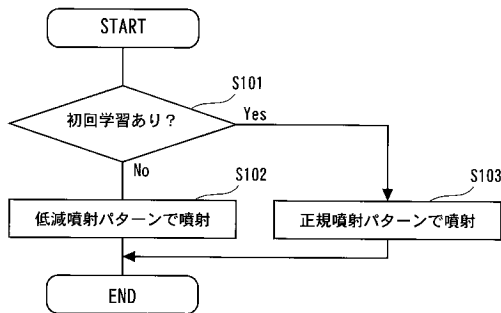 START
S101
初回学習あり？
Yes
No
S102
S103
低減噴射パターンで噴射
正規噴射パターンで噴射
END